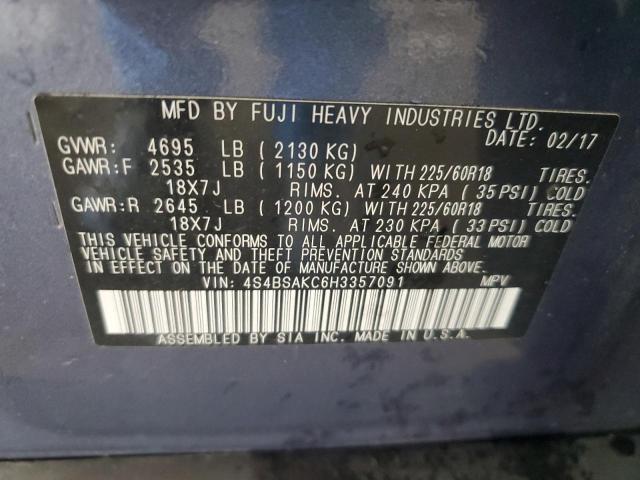 MFD BY FUJI HEAVY INDUSTRIES LTD.
DATE: 02/17
GVWR: 4695 LB ( 2130 KG)
GAWR:F 2535 LB ( 1150 KG) WITH 225/60R18 TIRES.
18X7J RIMS. AT 240 KPA ( 35 PSI) COLD
GAWR:R 2645 LB ( 1200 KG) WITH 225/60R18 TIRES.
18X7J RIMS. AT 230 KPA ( 33 PSI) COLD
THIS VEHICLE CONFORMS TO ALL APPLICABLE FEDERAL MOTOR
VEHICLE SAFETY AND THEFT PREVENTION STANDARDS
IN EFFECT ON THE DATE OF MANUFACTURE SHOWN ABOVE.
VIN: 4S4BSAKC6H3357091 MPV
ASSEMBLED BY SIA INC. IN U.S.A.